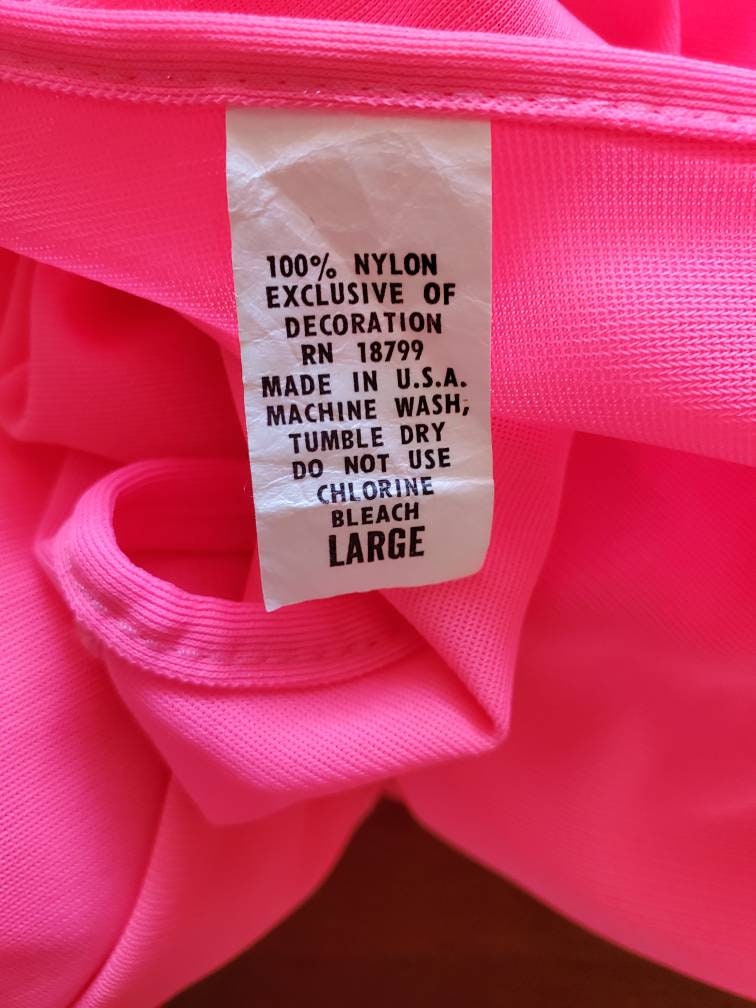 100% NYLON
EXCLUSIVE OF
DECORATION
RN 18799
MADE IN U.S.A.
MACHINE WASH,
TUMBLE DRY
DO NOT USE
CHLORINE
BLEACH
LARGE